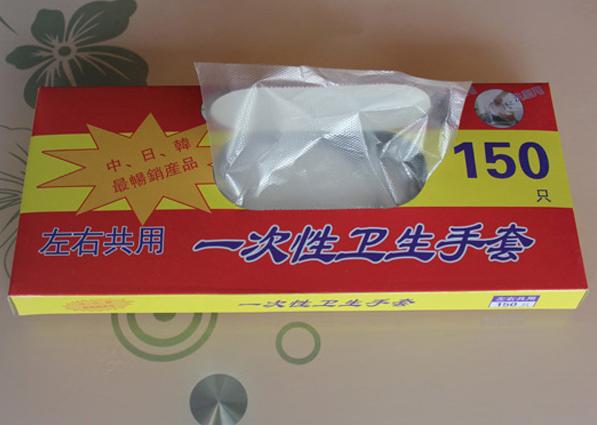 中、日、韓
最暢銷産品
150
只
左右共用
一次性卫生手套
一次性卫生手套
左右共用
150 只